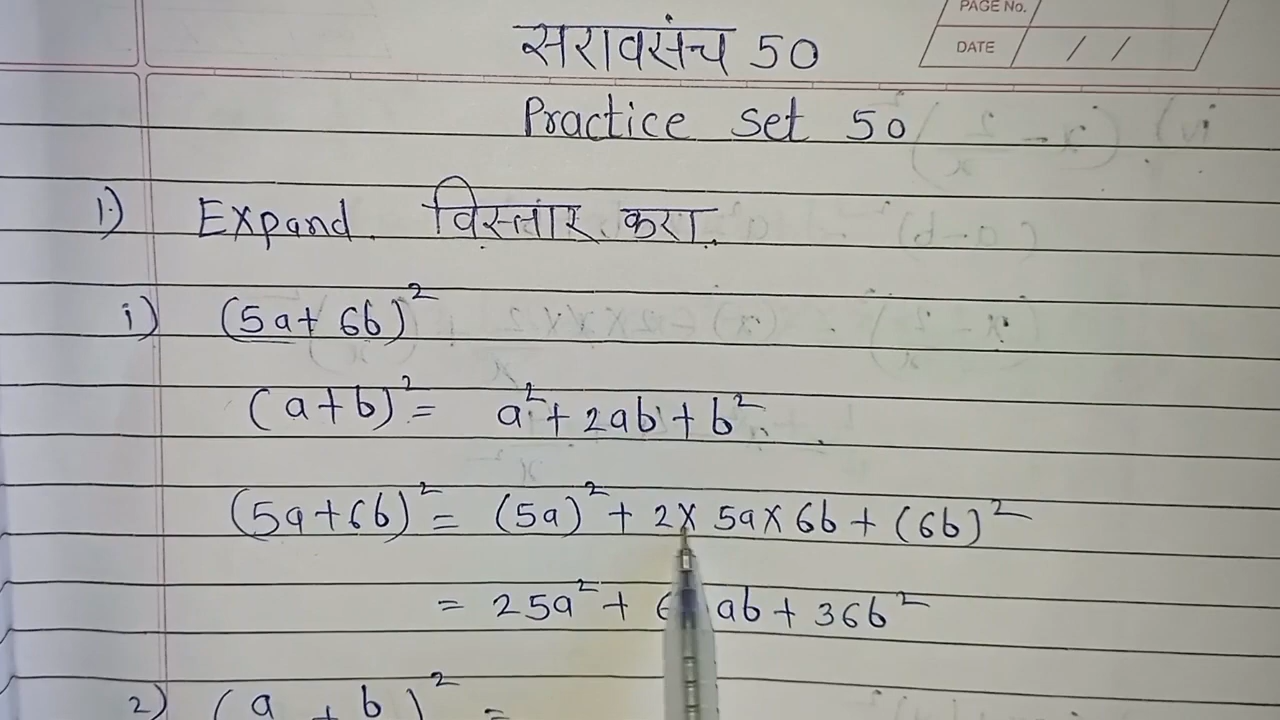 PAGE No.
DATE / /
सरावसंच 50
Practice set 50
1.) Expand. विस्तार करा.
i) (5a+ 6b)²
(a+b)² = a² + 2ab + b².
(5a+6b)² = (5a)² + 2x 5a x 6b + (6b)²
= 25a² + ab + 36b²
2) (a + b)² =